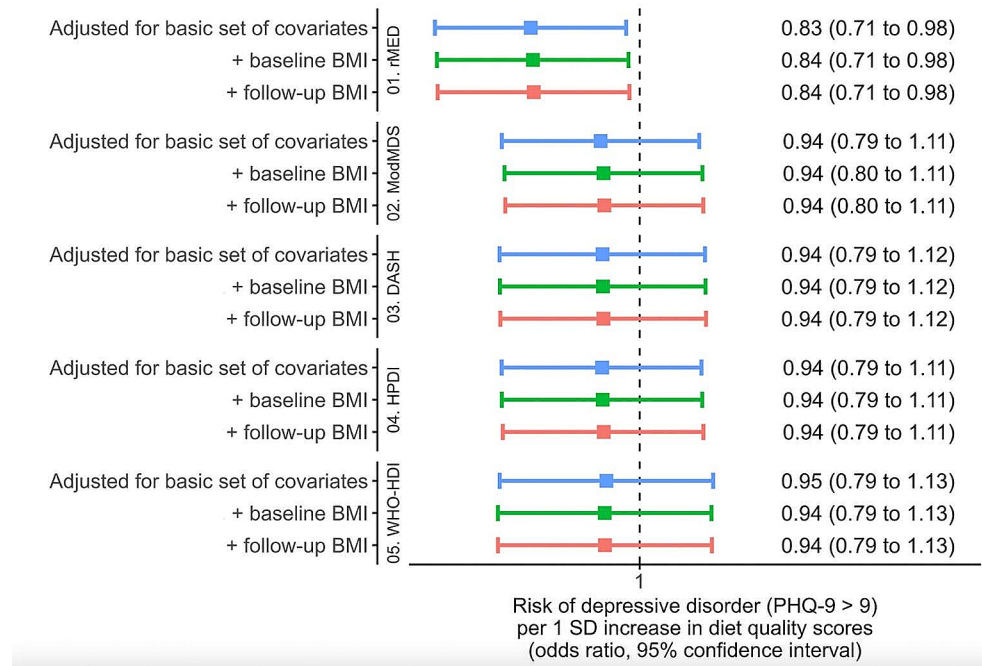 Adjusted for basic set of covariates 0.83 (0.71 to 0.98)
+ baseline BMI 0.84 (0.71 to 0.98)
+ follow-up BMI 0.84 (0.71 to 0.98)
01. rMED
Adjusted for basic set of covariates 0.94 (0.79 to 1.11)
+ baseline BMI 0.94 (0.80 to 1.11)
+ follow-up BMI 0.94 (0.80 to 1.11)
02. ModMDS
Adjusted for basic set of covariates 0.94 (0.79 to 1.12)
+ baseline BMI 0.94 (0.79 to 1.12)
+ follow-up BMI 0.94 (0.79 to 1.12)
03. DASH
Adjusted for basic set of covariates 0.94 (0.79 to 1.11)
+ baseline BMI 0.94 (0.79 to 1.11)
+ follow-up BMI 0.94 (0.79 to 1.11)
04. HPDI
Adjusted for basic set of covariates 0.95 (0.79 to 1.13)
+ baseline BMI 0.94 (0.79 to 1.13)
+ follow-up BMI 0.94 (0.79 to 1.13)
05. WHO-HDI
1
Risk of depressive disorder (PHQ-9 > 9)
per 1 SD increase in diet quality scores
(odds ratio, 95% confidence interval)